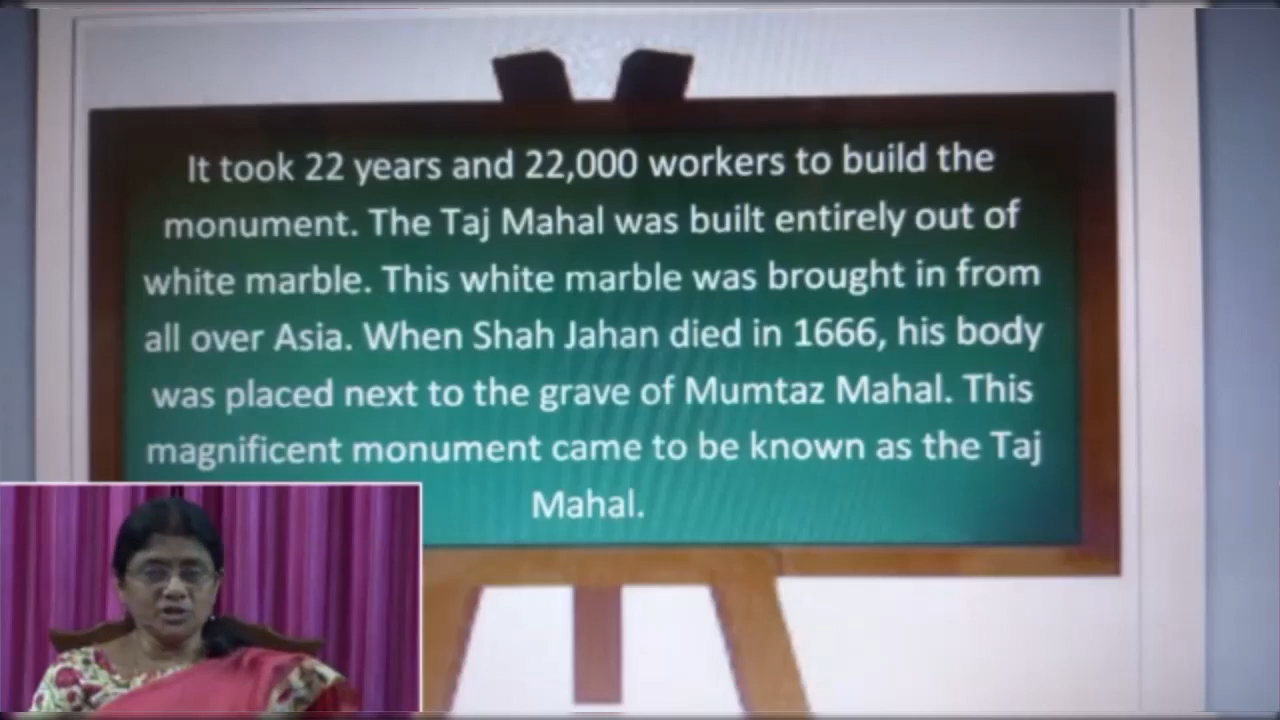 It took 22 years and 22,000 workers to build the
monument. The Taj Mahal was built entirely out of
white marble. This white marble was brought in from
all over Asia. When Shah Jahan died in 1666, his body
was placed next to the grave of Mumtaz Mahal. This
magnificent monument came to be known as the Taj
Mahal.